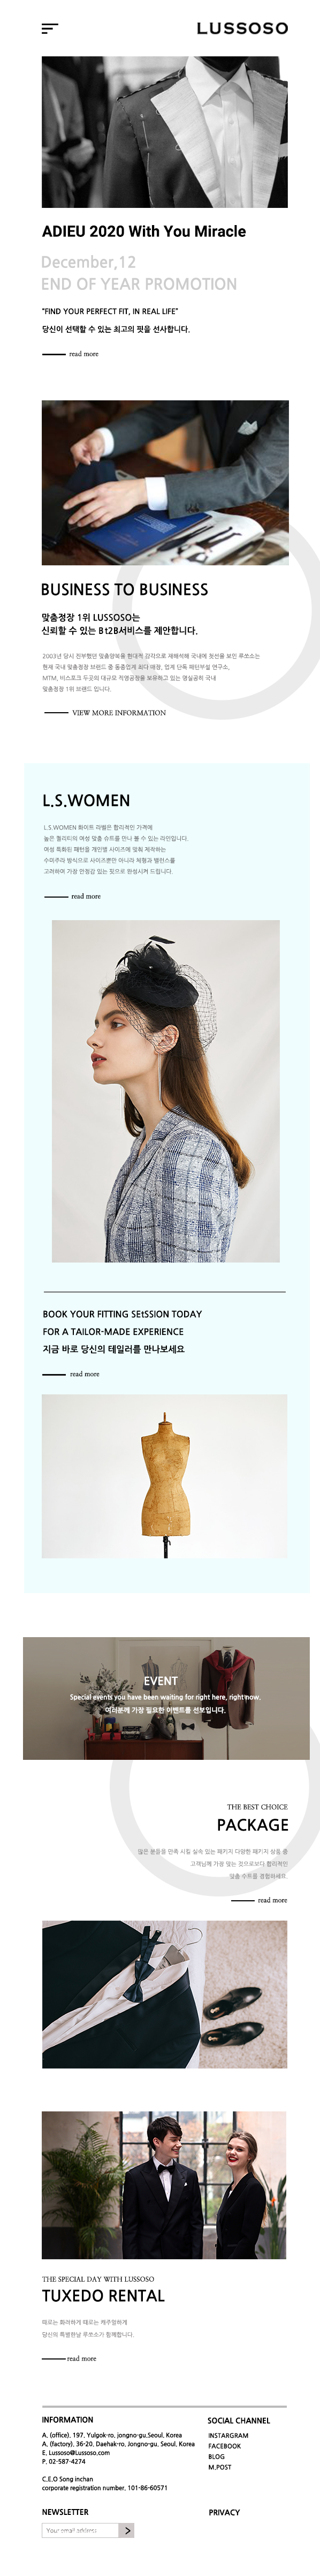 LUSSOSO
ADIEU 2020 With You Miracle
December,12
END OF YEAR PROMOTION
"FIND YOUR PERFECT FIT, IN REAL LIFE"
당신이 선택할 수 있는 최고의 핏을 선사합니다.
read more
BUSINESS TO BUSINESS
맞춤정장 1위 LUSSOSO는
신뢰할 수 있는 Bt2B서비스를 제안합니다.
2003년 당시 진부했던 맞춤양복을 현대적 감각으로 재해석해 국내에 첫선을 보인 루쏘소는
현재 국내 맞춤정장 브랜드 중 동종업계 최다 매장, 업계 단독 패턴부설 연구소,
MTM, 비스포크 두곳의 대규모 직영공장을 보유하고 있는 명실공히 국내
맞춤정장 1위 브랜드 입니다.
VIEW MORE INFORMATION
L.S.WOMEN
L.S.WOMEN 화이트 라벨은 합리적인 가격에
높은 퀄리티의 여성 맞춤 슈트를 만나 볼 수 있는 라인입니다.
여성 특화된 패턴을 개인별 사이즈에 맞춰 제작하는
수미주라 방식으로 사이즈뿐만 아니라 체형과 밸런스를
고려하여 가장 안정감 있는 핏으로 완성시켜 드립니다.
read more
BOOK YOUR FITTING SEtSSION TODAY
FOR A TAILOR-MADE EXPERIENCE
지금 바로 당신의 테일러를 만나보세요
read more
EVENT
Special events you have been waiting for right here, right now.
여러분께 가장 필요한 이벤트를 선보입니다.
THE BEST CHOICE
PACKAGE
많은 분들을 만족 시킬 실속 있는 패키지 다양한 패키지 상품 중
고객님께 가장 맞는 것으로보다 합리적인
맞춤 수트를 경험하세요.
read more
THE SPECIAL DAY WITH LUSSOSO
TUXEDO RENTAL
때로는 화려하게 때로는 캐주얼하게
당신의 특별한날 루쏘소가 함께합니다.
read more
INFORMATION
A, (office), 197, Yulgok-ro, jongno-gu,Seoul, Korea
A, (factory), 36-20, Daehak-ro, Jongno-gu, Seoul, Korea
E, Lussoso@Lussoso,com
P, 02-587-4274
C,E,O Song inchan
corporate registration number, 101-86-60571
SOCIAL CHANNEL
INSTARGRAM
FACEBOOK
BLOG
M,POST
NEWSLETTER
Your email address
PRIVACY